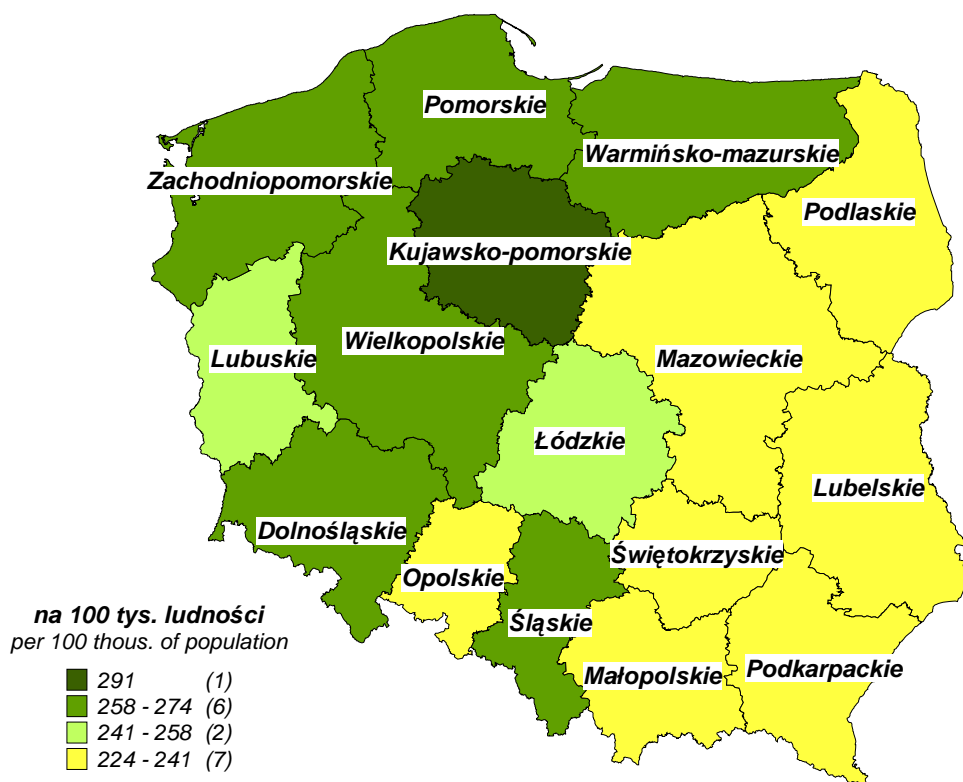 Pomorskie
Warmińsko-mazurskie
Zachodniopomorskie
Podlaskie
Kujawsko-pomorskie
Wielkopolskie
Lubuskie
Mazowieckie
Łódzkie
Lubelskie
Dolnośląskie
Świętokrzyskie
Opolskie
Śląskie
Małopolskie
Podkarpackie
na 100 tys. ludności
per 100 thous. of population
291 (1)
258 - 274 (6)
241 - 258 (2)
224 - 241 (7)